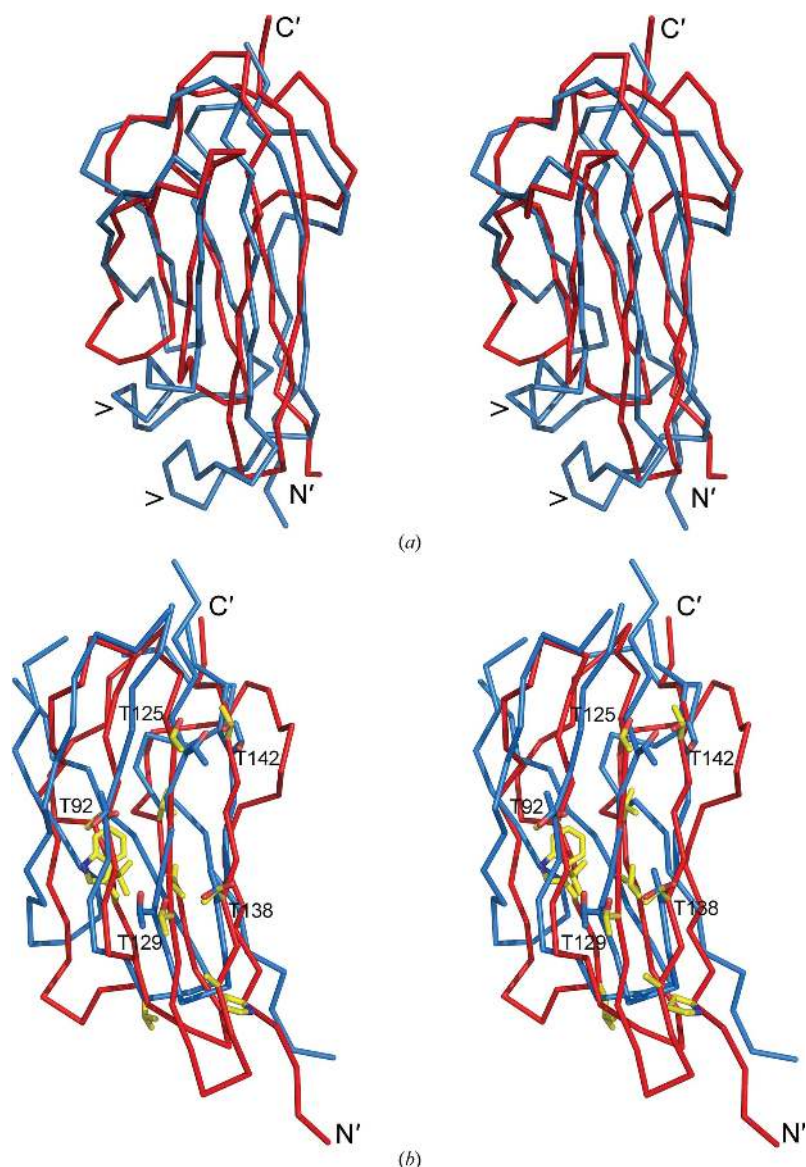 C′ C′
> >
> N′ > N′
(a)
C′ C′
T125 T125
T142 T142
T92 T92
T138 T138
T129 T129
N′ N′
(b)